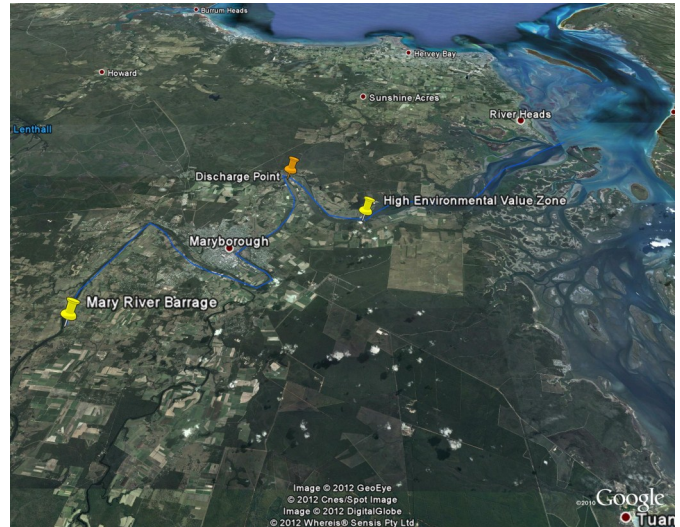 Burrum Heads
Hervey Bay
Howard
Sunshine Acres
River Heads
Lenthall
Discharge Point
High Environmental Value Zone
Maryborough
Mary River Barrage
Image © 2012 GeoEye
© 2012 Cnes/Spot Image
Image © 2012 DigitalGlobe
© 2012 Whereis® Sensis Pty Ltd
©2010 Google
Tuan